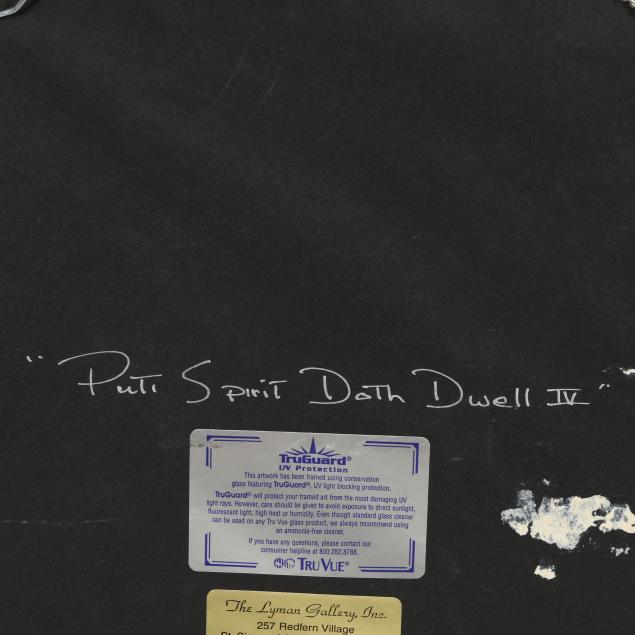 "Puti Spirit Doth Dwell IV"
TruGuard®
UV Protection
This artwork has been framed using conservation
glass featuring TruGuard®, UV light blocking protection.
TruGuard® will protect your framed art from the most damaging UV
light rays. However, care should be given to avoid exposure to direct sunlight,
fluorescent light, high heat or humidity. Even though standard glass cleaner
can be used on any Tru Vue glass product, we always recommend using
an ammonia-free cleaner.
If you have any questions, please contact our
consumer helpline at 800.282.8788.
TRU VUE®
The Lyman Gallery, Inc.
257 Redfern Village